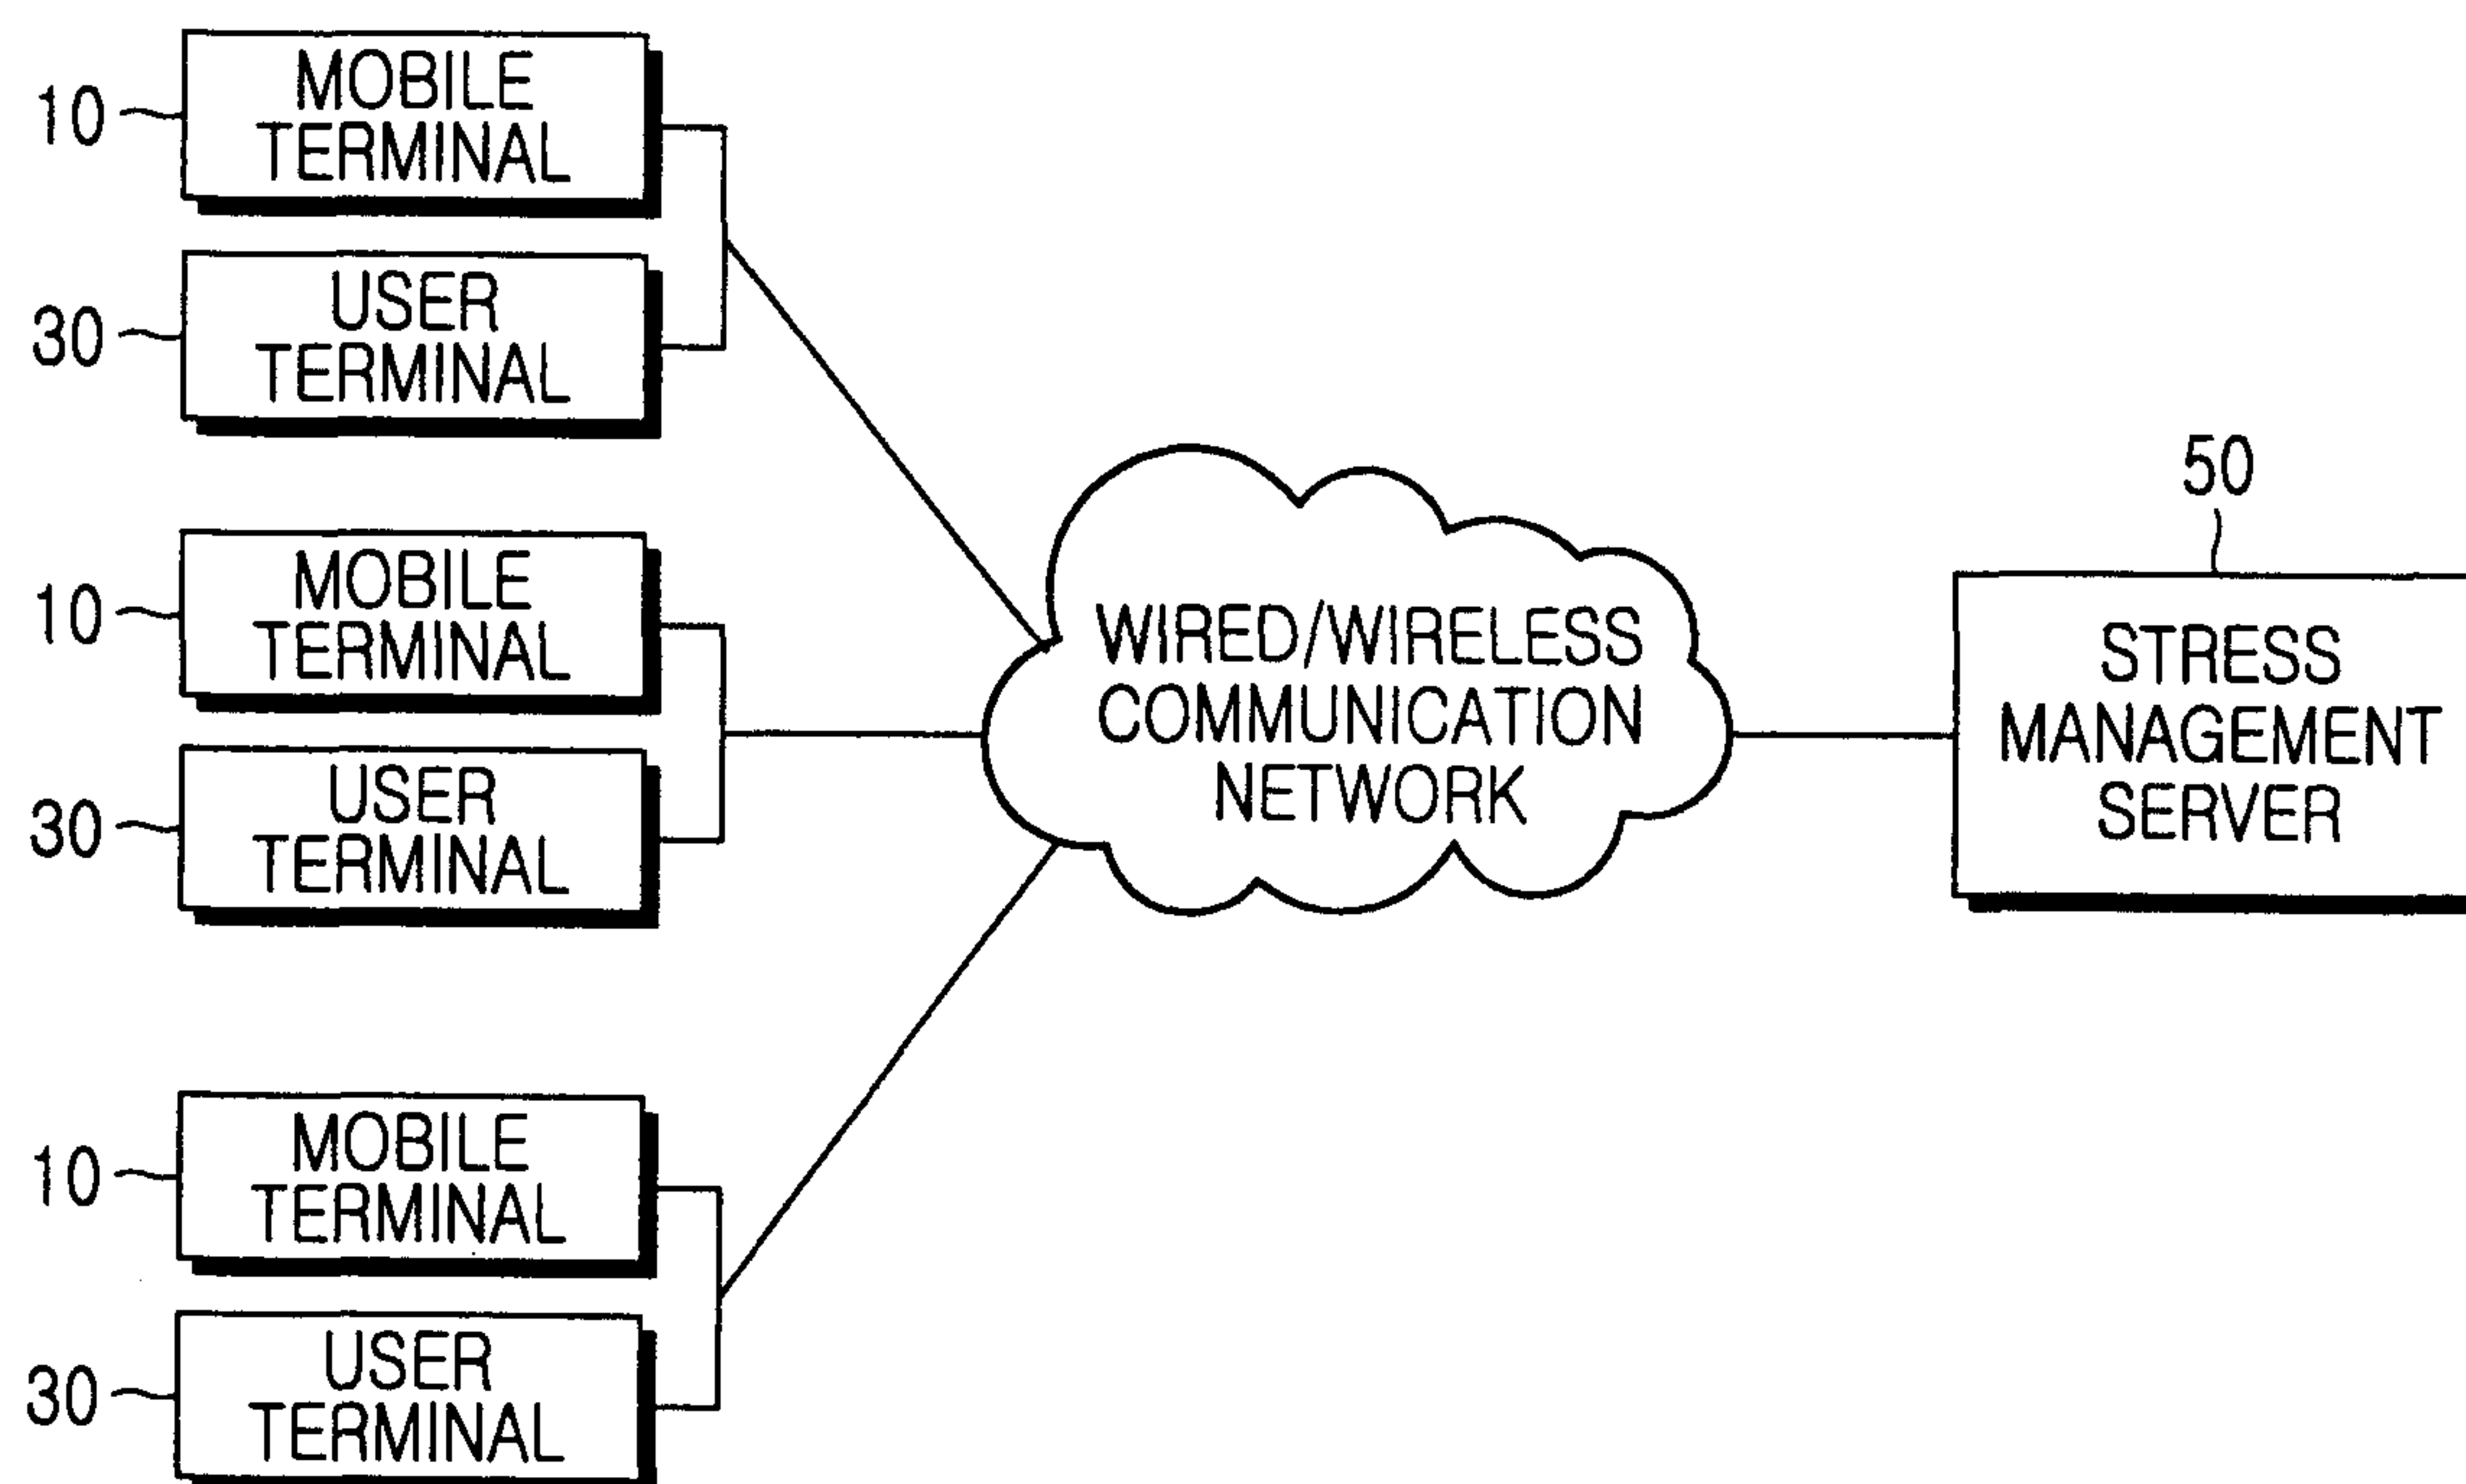 10
MOBILE
TERMINAL
30
USER
TERMINAL
10
MOBILE
TERMINAL
30
USER
TERMINAL
10
MOBILE
TERMINAL
30
USER
TERMINAL
WIRED/WIRELESS
COMMUNICATION
NETWORK
50
STRESS
MANAGEMENT
SERVER